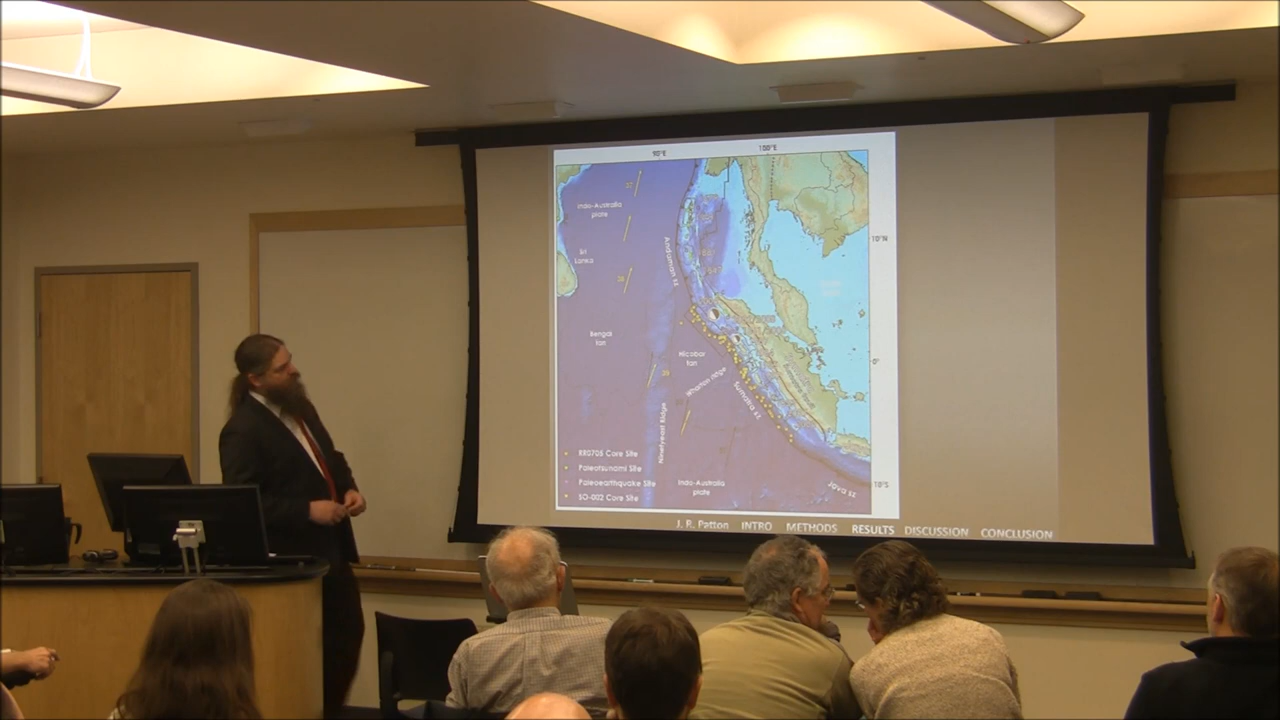 90°E
100°E
Indo-Australia
plate
Sri
Lanka
Andaman SZ
10°N
Bengal
fan
Nicobar
fan
0°
Wharton ridge
Sumatra SZ
Ninetyeast Ridge
RR0705 Core Site
Paleotsunami Site
Paleoearthquake Site
SO-002 Core Site
Indo-Australia
plate
Java SZ
10°S
J. R. Patton INTRO METHODS RESULTS DISCUSSION CONCLUSION